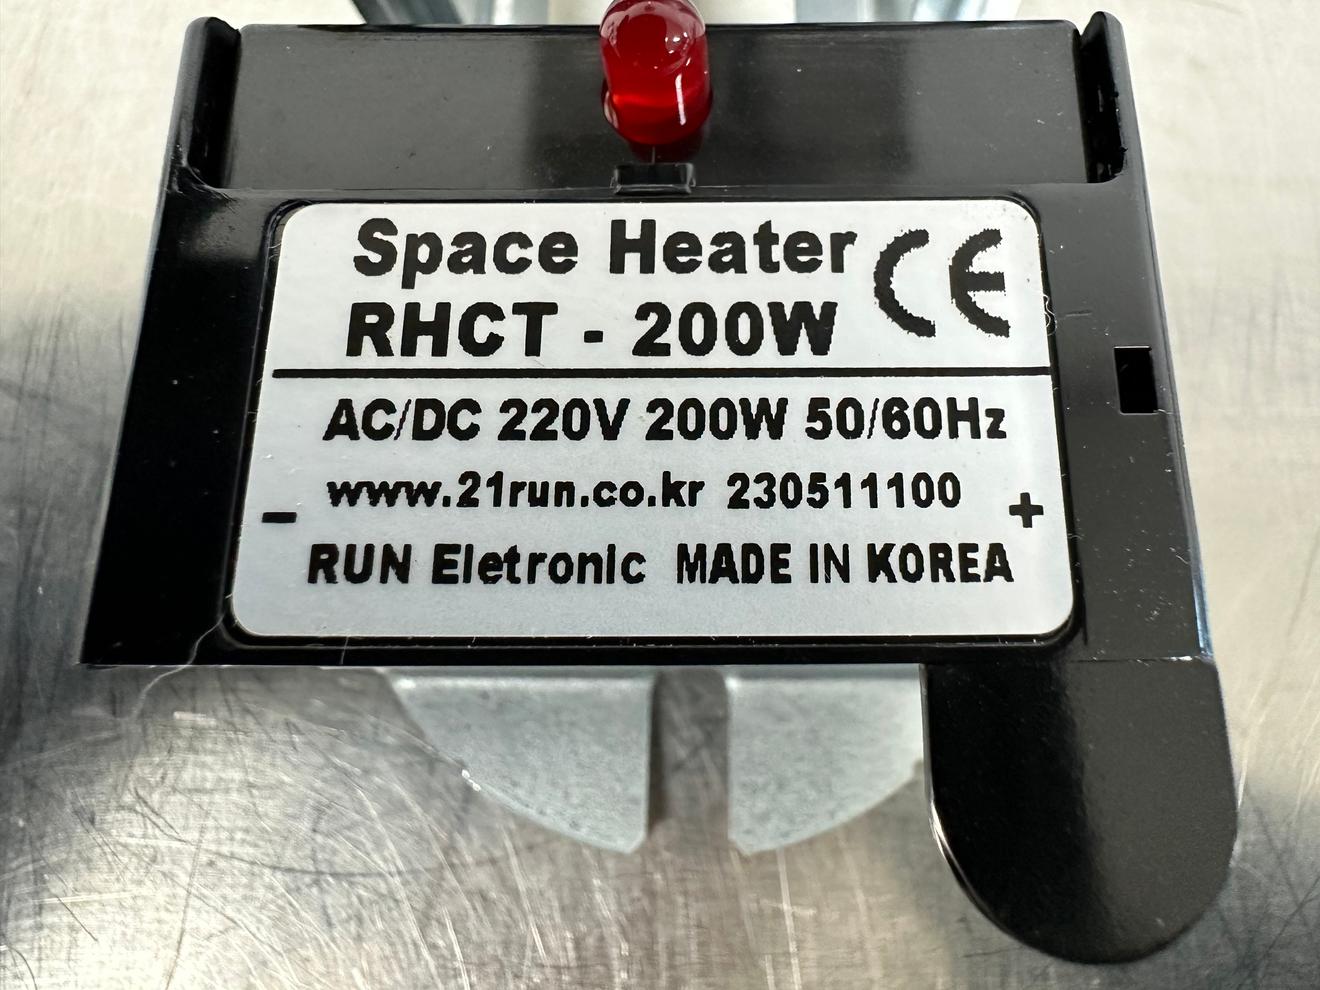 Space Heater CE
RHCT - 200W
AC/DC 220V 200W 50/60Hz
www.21run.co.kr 230511100
- +
RUN Eletronic MADE IN KOREA